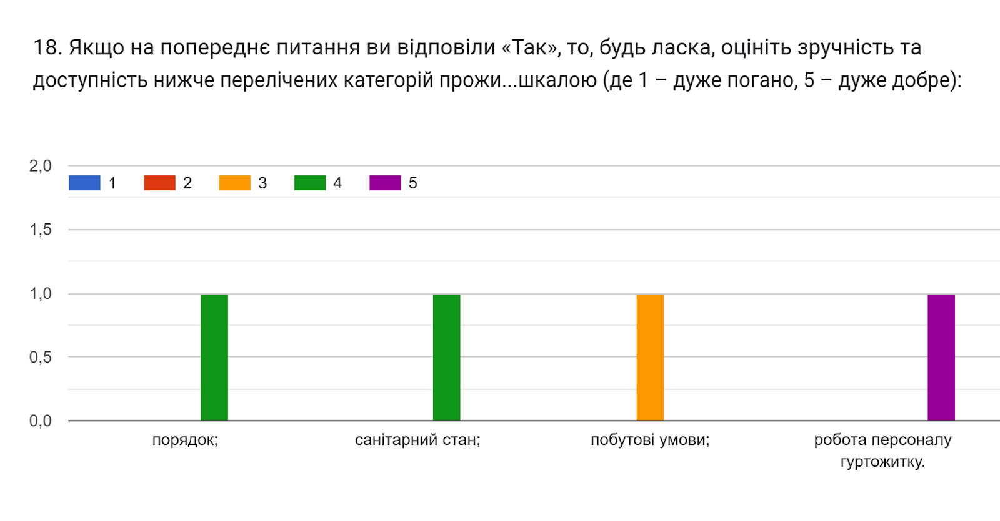 18. Якщо на попереднє питання ви відповіли «Так», то, будь ласка, оцініть зручність та
доступність нижче перелічених категорій прожи...шкалою (де 1 – дуже погано, 5 – дуже добре):
2,0
1 2 3 4 5
1,5
1,0
0,5
0,0
порядок; санітарний стан; побутові умови; робота персоналу
гуртожитку.